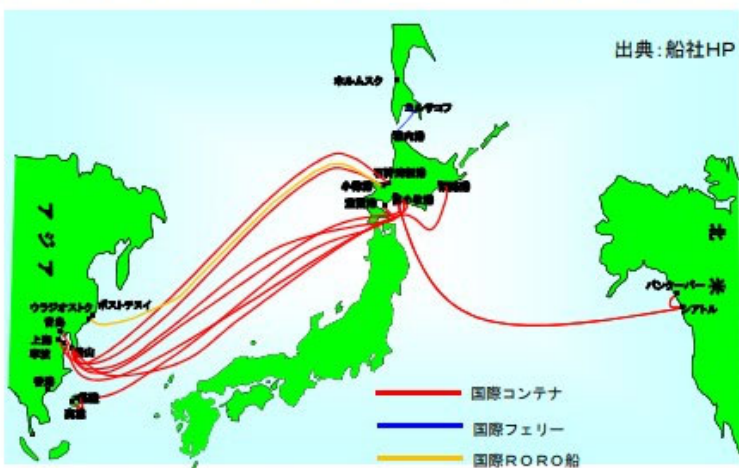 出典：船社ＨＰ
ホルムスク
コルサコフ
稚内港
石狩湾新港
小樽港
室蘭港
苫小牧港
釧路港
アジア
ウラジオストク
ボストチヌイ
青島
上海
寧波
釜山
香港
基隆
高雄
北米
バンクーバー
シアトル
国際コンテナ
国際フェリー
国際ＲＯＲＯ船